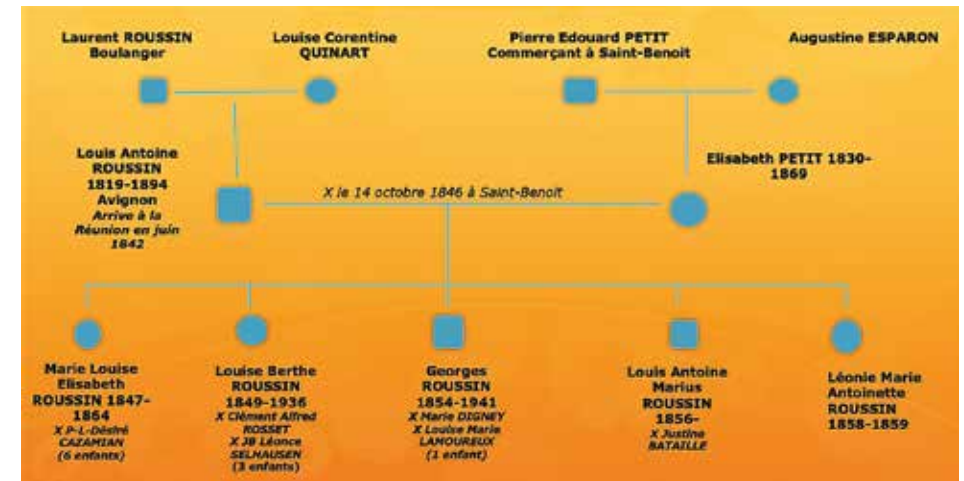 Laurent ROUSSIN
Boulanger
Louise Corentine
QUINART
Pierre Edouard PETIT
Commerçant à Saint-Benoit
Augustine ESPARON
Louis Antoine
ROUSSIN
1819-1894
Avignon
Arrive à la
Réunion en juin
1842
X le 14 octobre 1846 à Saint-Benoit
Elisabeth PETIT 1830-
1869
Marie Louise
Elisabeth
ROUSSIN 1847-
1864
X P-L-Désiré
CAZAMIAN
(6 enfants)
Louise Berthe
ROUSSIN
1849-1936
X Clément Alfred
ROSSET
X JB Léonce
SELHAUSEN
(3 enfants)
Georges
ROUSSIN
1854-1941
X Marie DIGNEY
X Louise Marie
LAMOUREUX
(1 enfant)
Louis Antoine
Marius
ROUSSIN
1856-
X Justine
BATAILLE
Léonie Marie
Antoinette
ROUSSIN
1858-1859